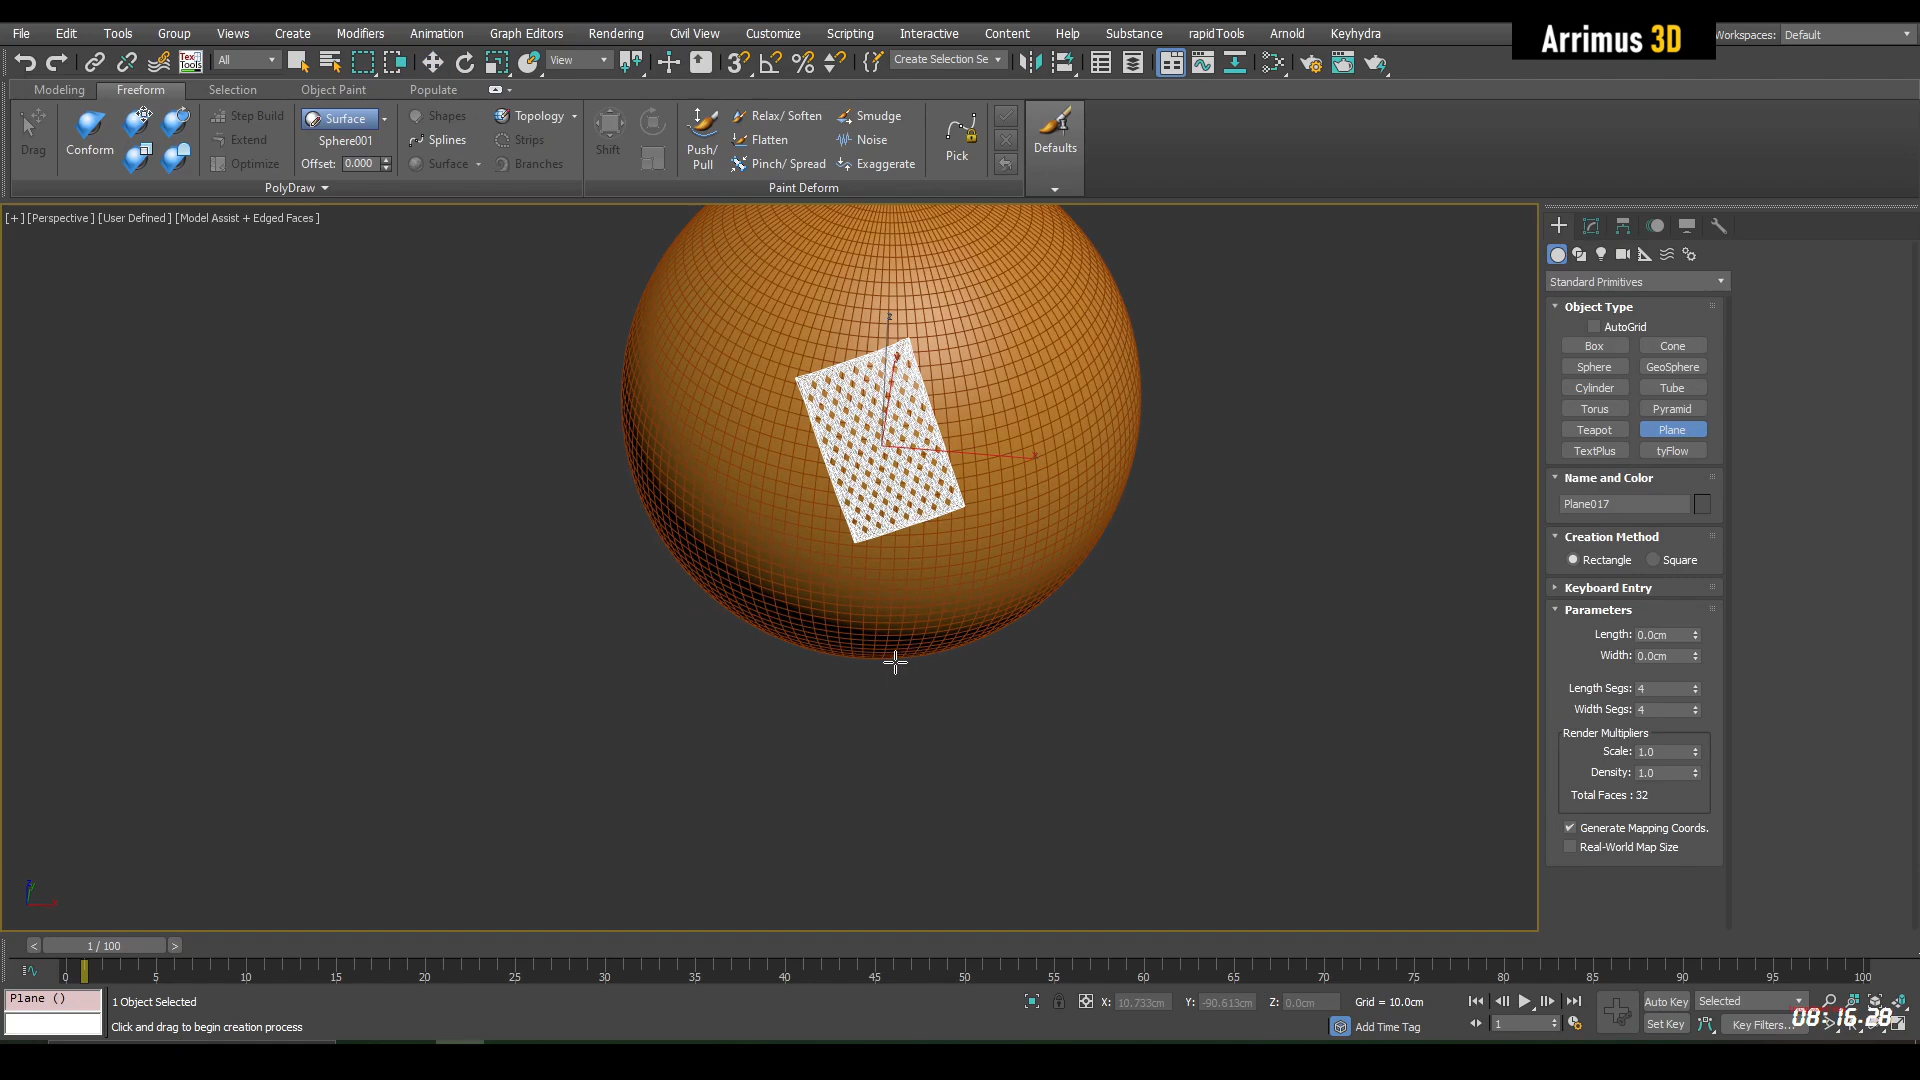 Arrimus 3D
File Edit Tools Group Views Create Modifiers Animation Graph Editors Rendering Civil View Customize Scripting Interactive Content Help Substance rapidTools Arnold Keyhydra Workspaces: Default
All View Create Selection Se
Modeling Freeform Selection Object Paint Populate
Drag Conform Step Build Surface Shapes Topology Shift Push/ Pull Relax/ Soften Smudge Pick Defaults
Extend Sphere001 Splines Strips Flatten Noise
Optimize Offset: 0.000 Surface Branches Pinch/ Spread Exaggerate
PolyDraw Paint Deform
[+] [Perspective] [User Defined] [Model Assist + Edged Faces]
Standard Primitives
Object Type
AutoGrid
Box Cone
Sphere GeoSphere
Cylinder Tube
Torus Pyramid
Teapot Plane
TextPlus tyFlow
Name and Color
Plane017
Creation Method
Rectangle Square
Keyboard Entry
Parameters
Length: 0.0cm
Width: 0.0cm
Length Segs: 4
Width Segs: 4
Render Multipliers
Scale: 1.0
Density: 1.0
Total Faces : 32
Generate Mapping Coords.
Real-World Map Size
< 1 / 100 >
0 5 10 15 20 25 30 35 40 45 50 55 60 65 70 75 80 85 90 95 100
Plane () 1 Object Selected X: 10.733cm Y: -90.613cm Z: 0.0cm Grid = 10.0cm Auto Key Selected
Click and drag to begin creation process Add Time Tag 1 Set Key Key Filters...
08:16.28